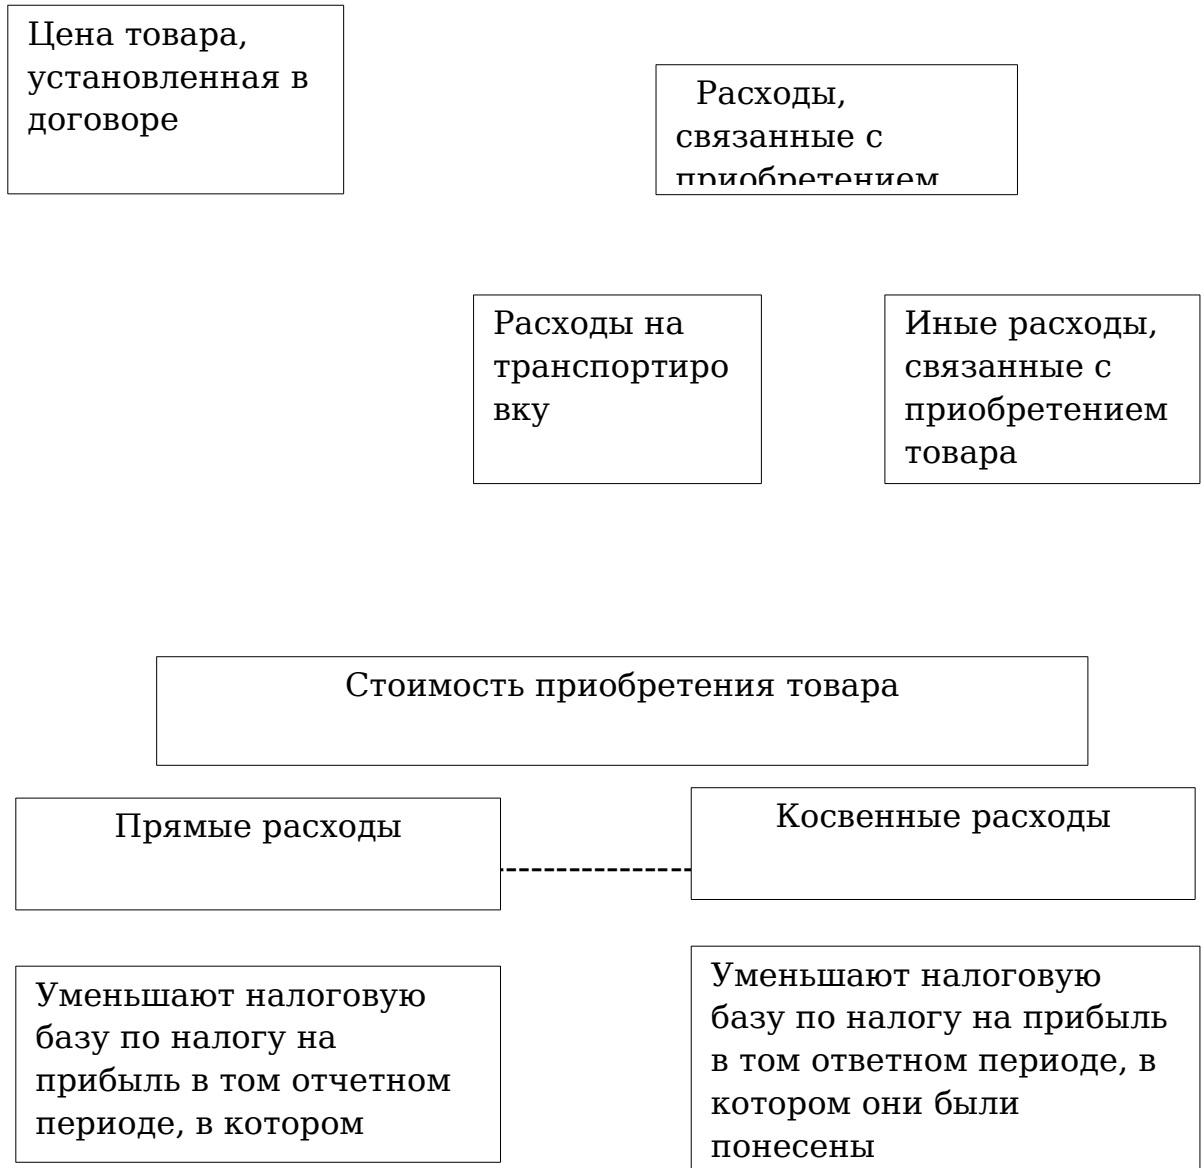 Цена товара,
установленная в
договоре
Расходы,
связанные с
приобретением
Расходы на
транспортиро
вку
Иные расходы,
связанные с
приобретением
товара
Стоимость приобретения товара
Прямые расходы
Косвенные расходы
Уменьшают налоговую
базу по налогу на
прибыль в том отчетном
периоде, в котором
Уменьшают налоговую
базу по налогу на прибыль
в том ответном периоде, в
котором они были
понесены